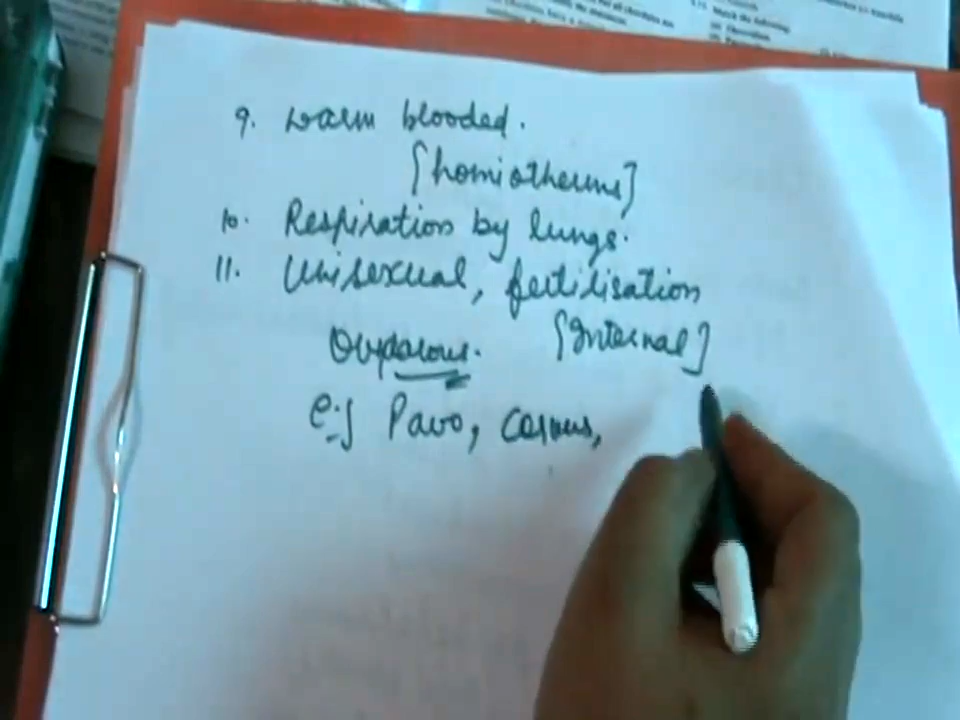 9. warm blooded.
[homiotherms]
10. Respiration by lungs.
11. Unisexual, fertilisation
Oviparous. [Internal]
e.g Pavo, Corvus,